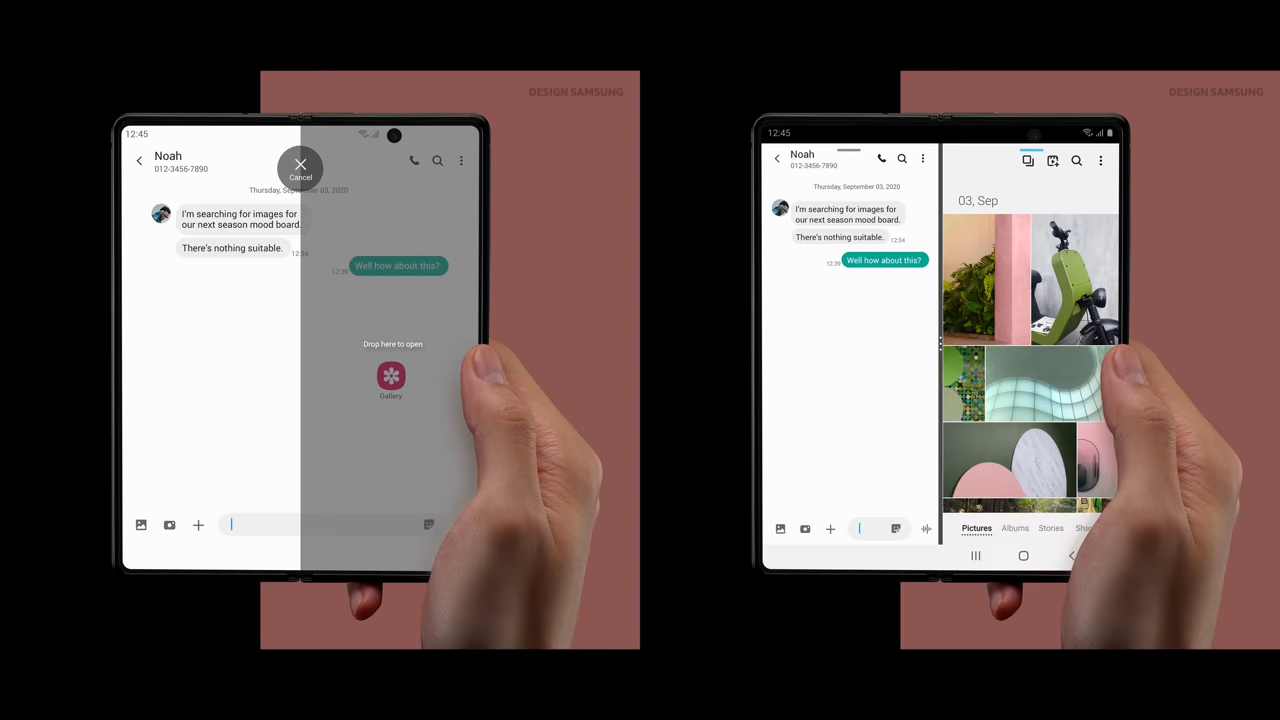 DESIGN SAMSUNG
12:45
Noah
012-3456-7890
Cancel
Thursday, September 03, 2020
I'm searching for images for
our next season mood board.
There's nothing suitable.
12:34
12:39
Well how about this?
Drop here to open
Gallery
DESIGN SAMSUNG
12:45
Noah
012-3456-7890
Thursday, September 03, 2020
I'm searching for images for
our next season mood board.
There's nothing suitable.
12:34
12:39
Well how about this?
03, Sep
Pictures Albums Stories